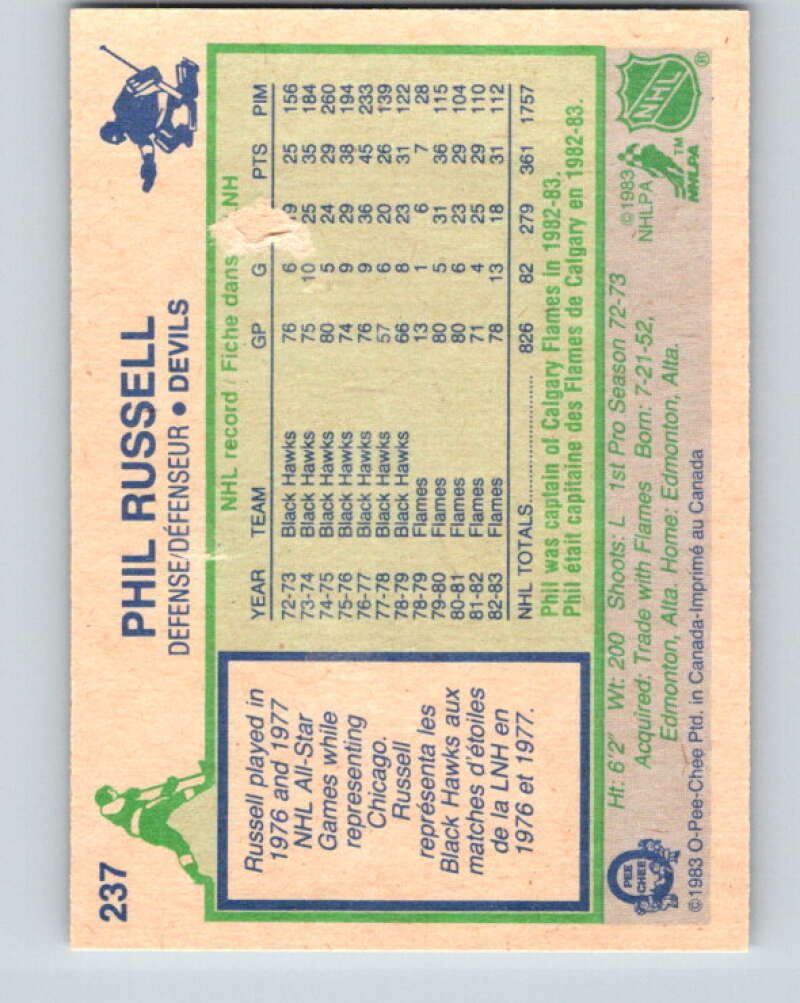 237
PHIL RUSSELL
DEFENSE/DÉFENSEUR • DEVILS
Russell played in
1976 and 1977
NHL All-Star
Games while
representing
Chicago.
Russell
représenta les
Black Hawks aux
matches d'étoiles
de la LNH en
1976 et 1977.
NHL record / Fiche dans NH
YEAR TEAM GP G PTS PIM
72-73 Black Hawks 76 6 25 156
73-74 Black Hawks 75 10 25 35 184
74-75 Black Hawks 80 5 24 29 260
75-76 Black Hawks 74 9 29 38 194
76-77 Black Hawks 76 9 36 45 233
77-78 Black Hawks 57 6 20 26 139
78-79 Black Hawks 66 8 23 31 122
78-79 Flames 13 1 6 7 28
79-80 Flames 80 5 31 36 115
80-81 Flames 80 6 23 29 104
81-82 Flames 71 4 25 29 110
82-83 Flames 78 13 18 31 112
NHL TOTALS 826 82 279 361 1757
Phil was captain of Calgary Flames in 1982-83.
Phil était capitaine des Flames de Calgary en 1982-83.
Ht: 6'2" Wt: 200 Shoots: L 1st Pro Season 72-73
Acquired: Trade with Flames Born: 7-21-52,
Edmonton, Alta. Home: Edmonton, Alta.
©1983 O-Pee-Chee Ptd. in Canada-Imprimé au Canada
O PEE CHEE
©1983
NHLPA
NHLPA
TM
NHL
®